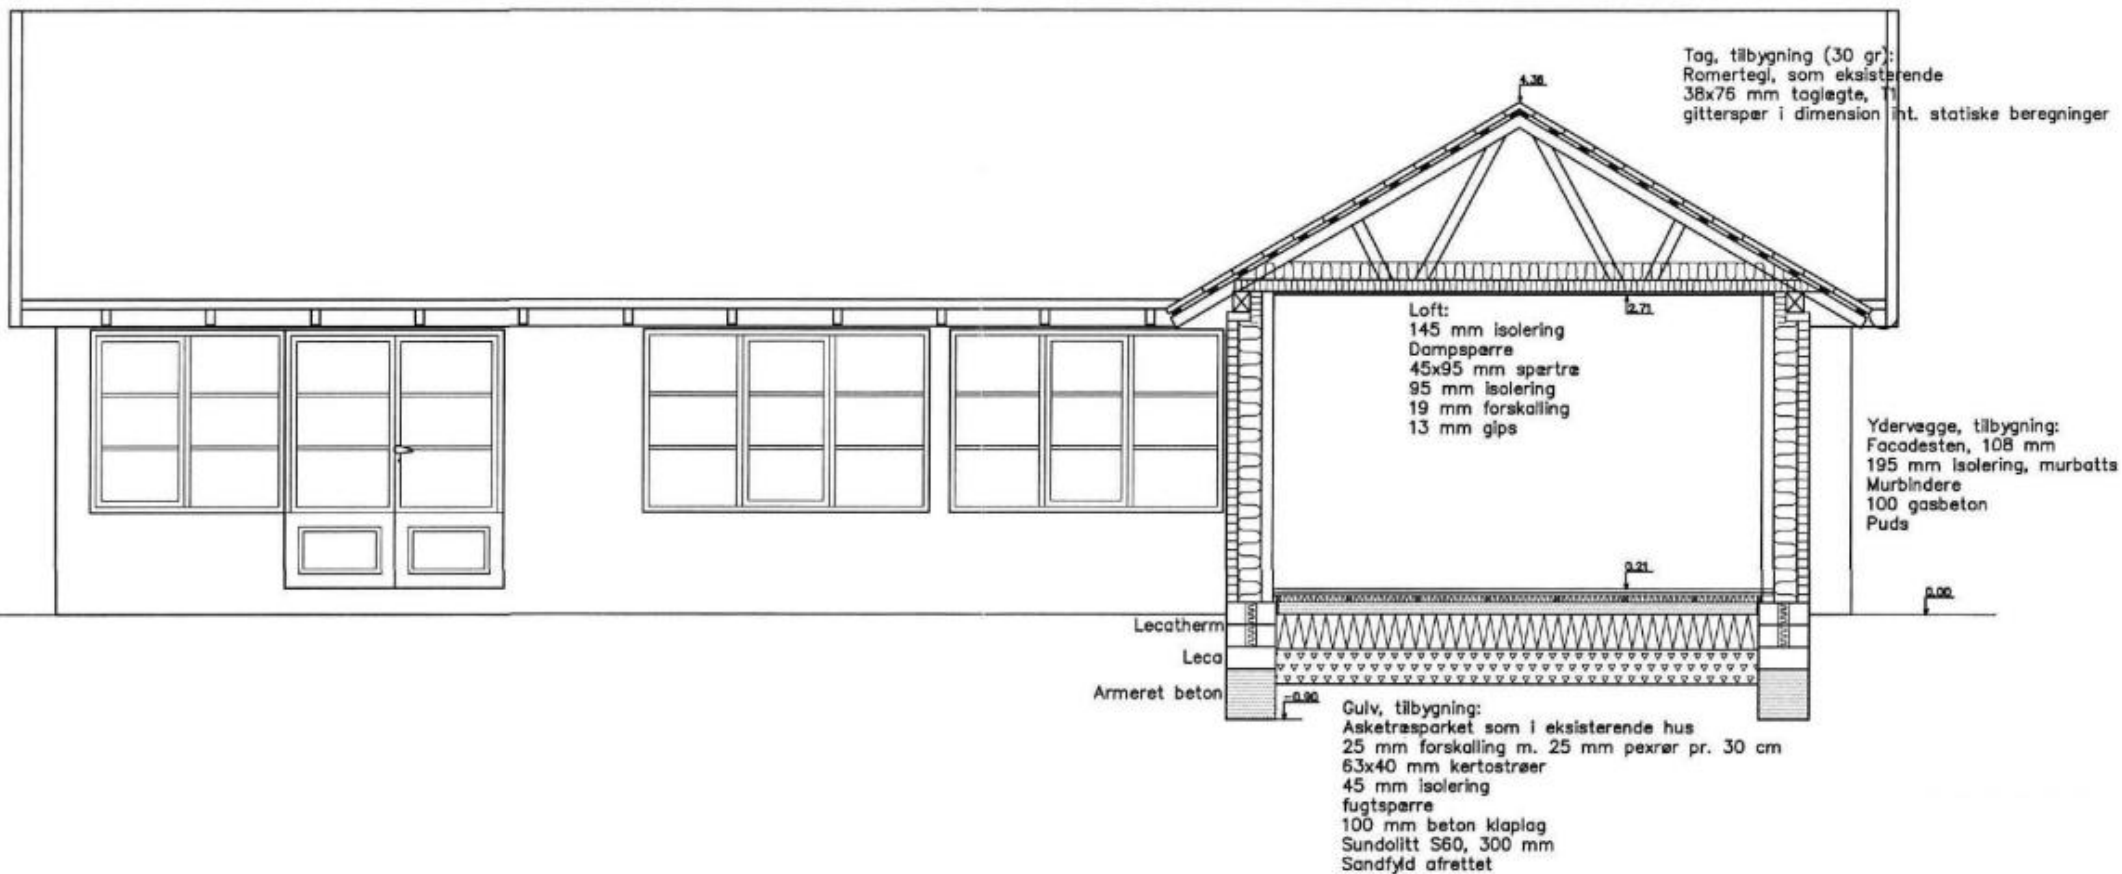 Tag, tilbygning (30 gr):
Romertegl, som eksisterende
38x76 mm taglægte, T1
gitterspær i dimension iht. statiske beregninger
4.36
2.71
Loft:
145 mm isolering
Dampspærre
45x95 mm spærtræ
95 mm isolering
19 mm forskalling
13 mm gips
Ydervægge, tilbygning:
Facadesten, 108 mm
195 mm isolering, murbatts
Murbindere
100 gasbeton
Puds
0.21
0.00
Lecatherm
Leca
Armeret beton
-0.90
Gulv, tilbygning:
Asketræsparket som i eksisterende hus
25 mm forskalling m. 25 mm pexrør pr. 30 cm
63x40 mm kertostrøer
45 mm isolering
fugtspærre
100 mm beton klaplag
Sundolitt S60, 300 mm
Sandfyld afrettet